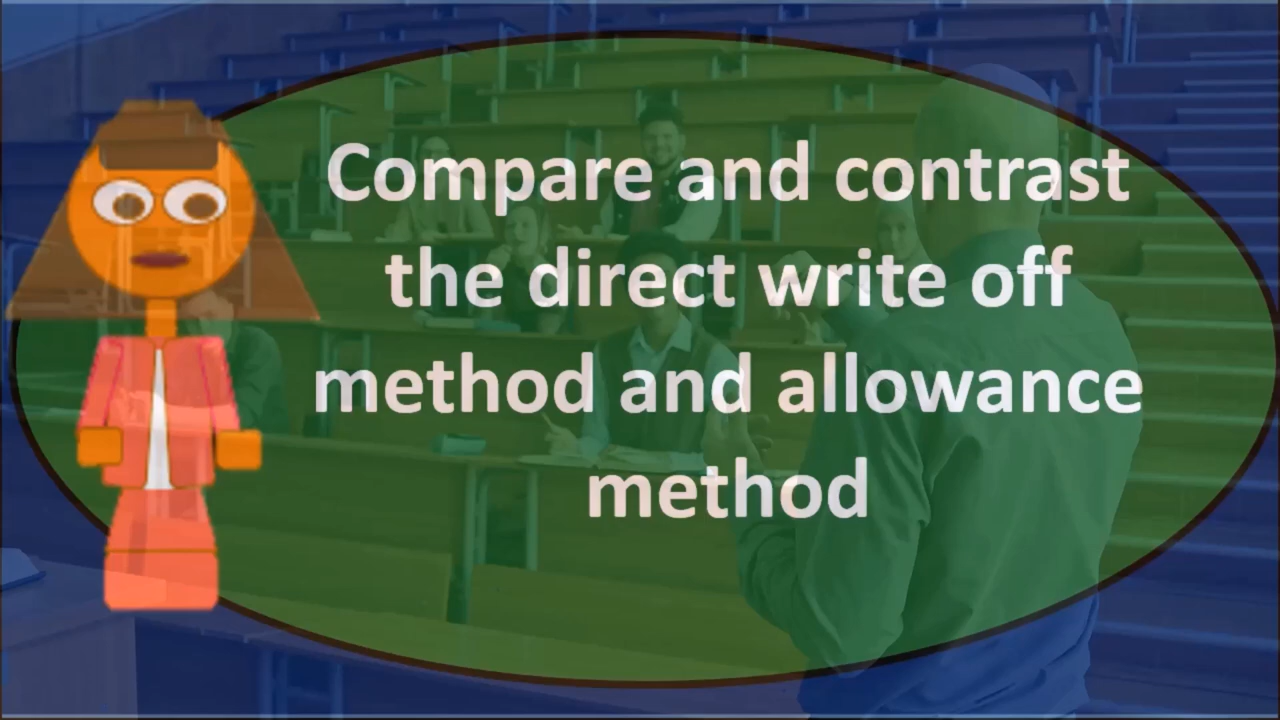 Compare and contrast
the direct write off
method and allowance
method